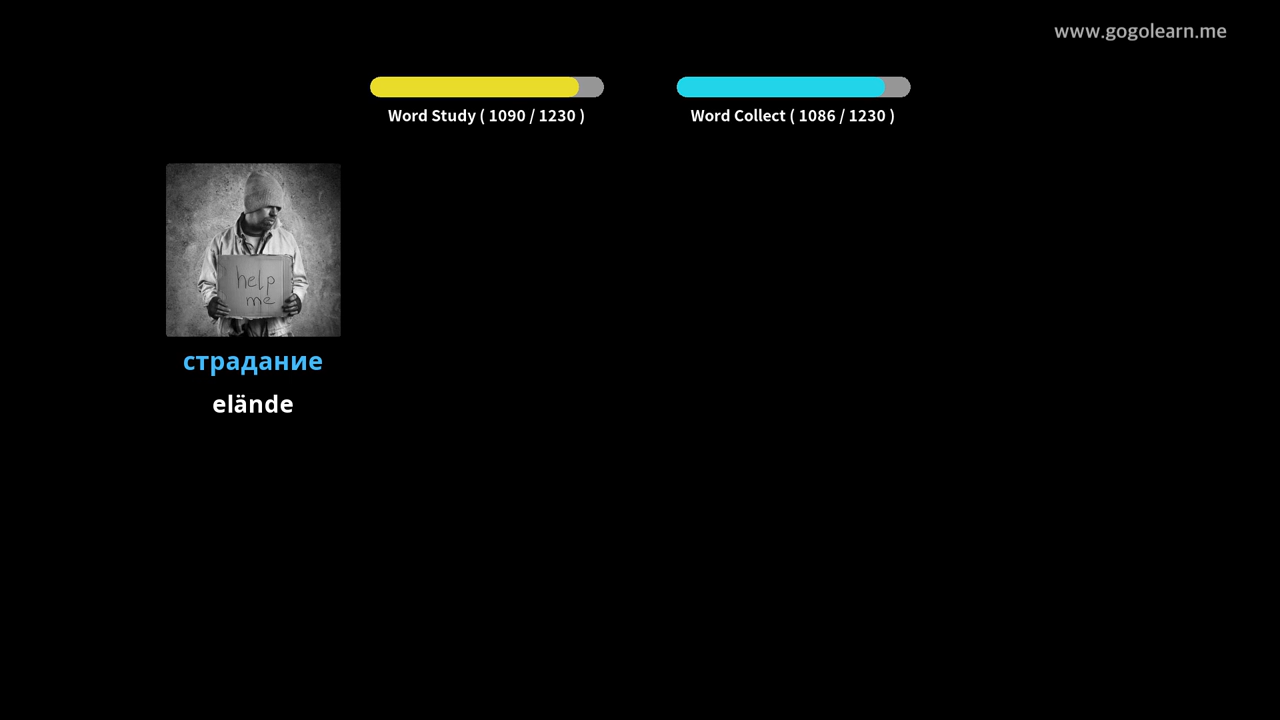 www.gogolearn.me
Word Study ( 1090 / 1230 )
Word Collect ( 1086 / 1230 )
help
me
страдание
elände